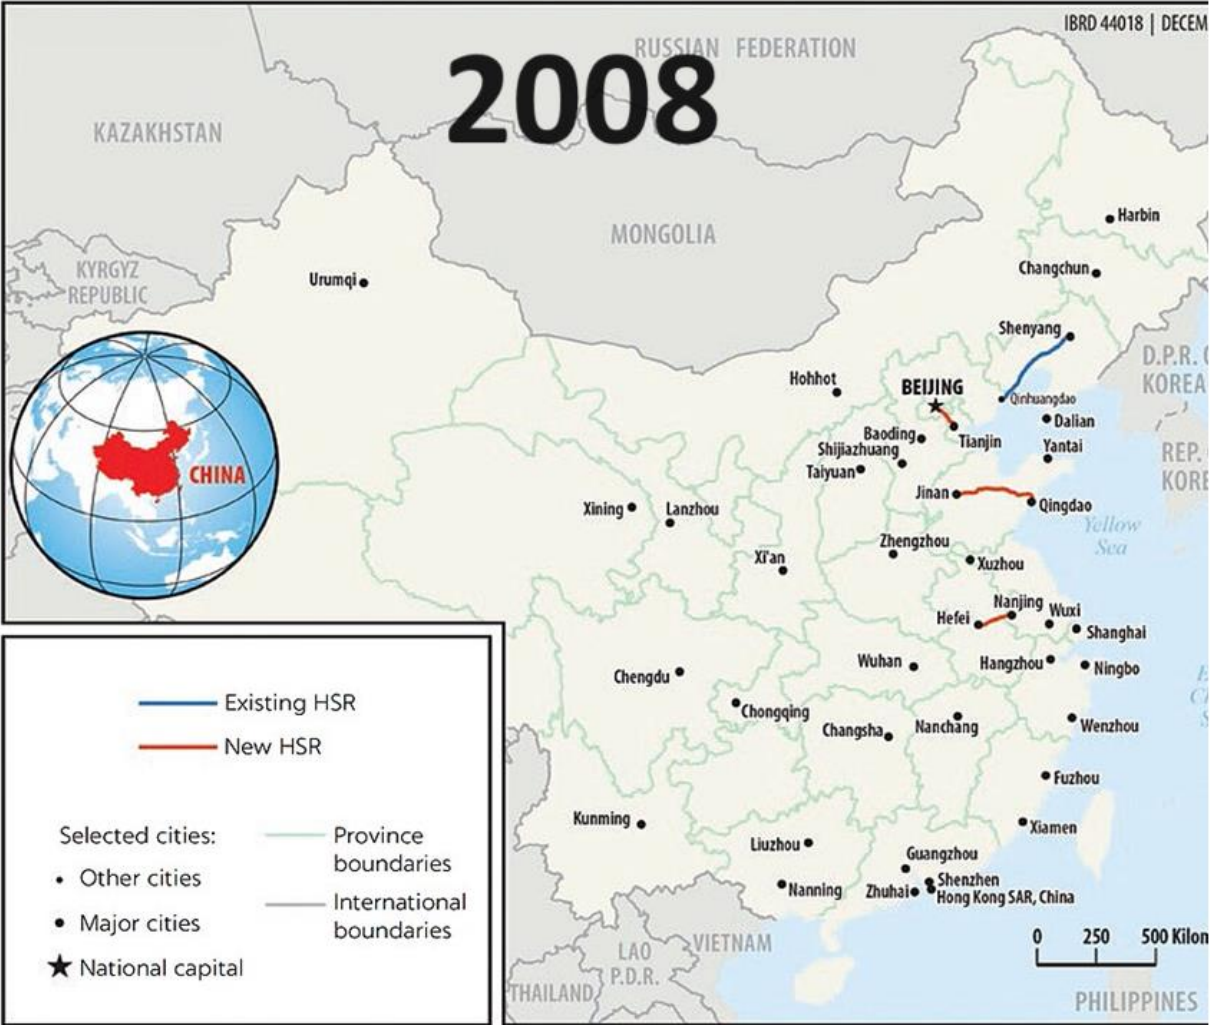 IBRD 44018 | DECEM
RUSSIAN FEDERATION
2008
KAZAKHSTAN
MONGOLIA
Harbin
KYRGYZ
REPUBLIC
Urumqi
Changchun
Shenyang
D.P.R.
KOREA
Hohhot
BEIJING
Qinhuangdao
Dalian
Tianjin
Baoding
Shijiazhuang
Yantai
Taiyuan
REP.
KORE
CHINA
Jinan
Qingdao
Xining
Lanzhou
Yellow
Sea
Zhengzhou
Xi'an
Xuzhou
Nanjing
Wuxi
Hefei
Shanghai
Wuhan
Hangzhou
Ningbo
Chengdu
Chongqing
Changsha
Nanchang
Wenzhou
Fuzhou
Kunming
Xiamen
Liuzhou
Guangzhou
Nanning
Shenzhen
Zhuhai
Hong Kong SAR, China
Existing HSR
New HSR
Selected cities:
Other cities
Major cities
National capital
Province
boundaries
International
boundaries
LAO
P.D.R.
VIETNAM
THAILAND
0 250 500 Kilon
PHILIPPINES